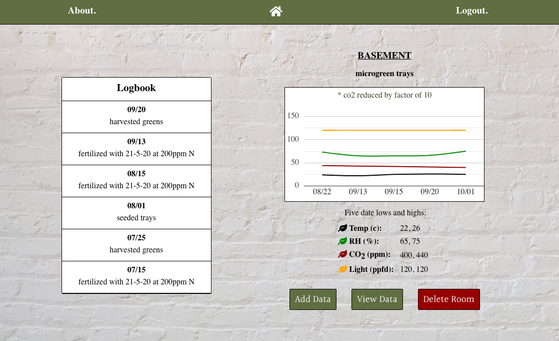 About.
Logout.
Logbook
09/20
harvested greens
09/13
fertilized with 21-5-20 at 200ppm N
08/15
fertilized with 21-5-20 at 200ppm N
08/01
seeded trays
07/25
harvested greens
07/15
fertilized with 21-5-20 at 200ppm N
BASEMENT
microgreen trays
* co2 reduced by factor of 10
150
100
50
0
08/22 09/13 09/15 09/20 10/01
Five date lows and highs:
Temp (c): 22, 26
RH (%): 65, 75
CO2 (ppm): 400, 440
Light (ppfd): 120, 120
Add Data
View Data
Delete Room